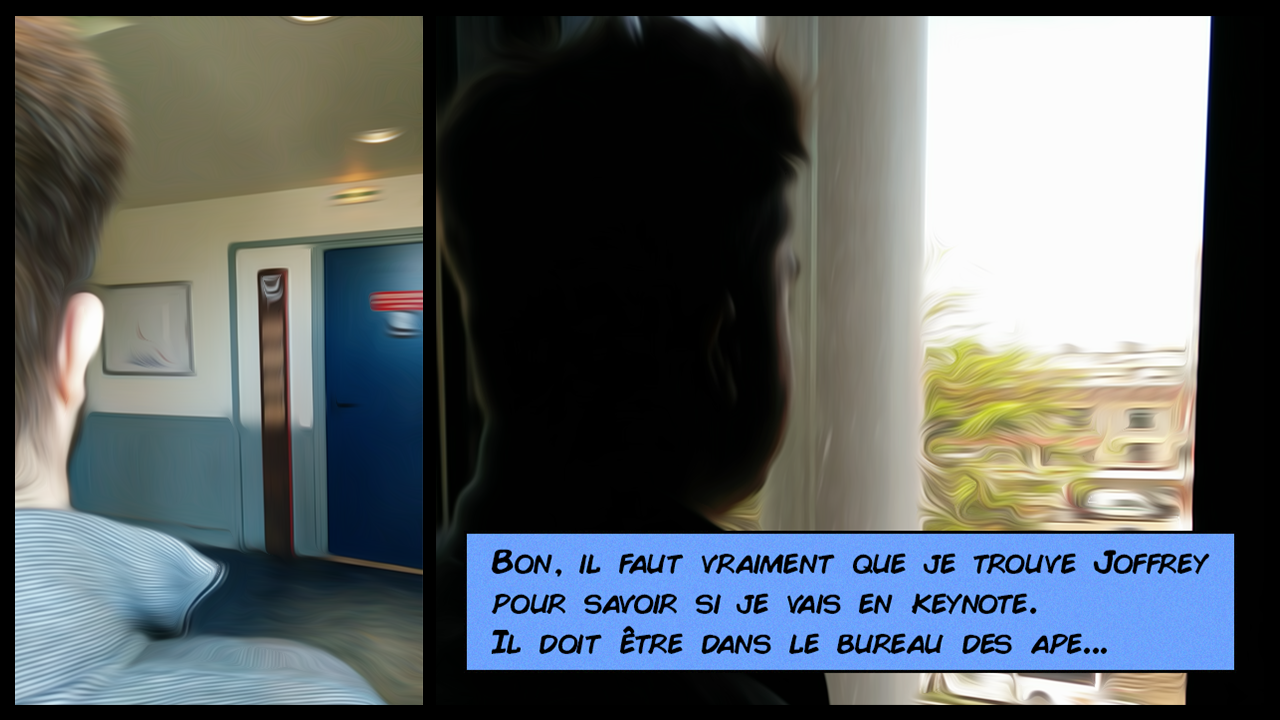 Bon, il faut vraiment que je trouve Joffrey
pour savoir si je vais en keynote.
Il doit être dans le bureau des ape...